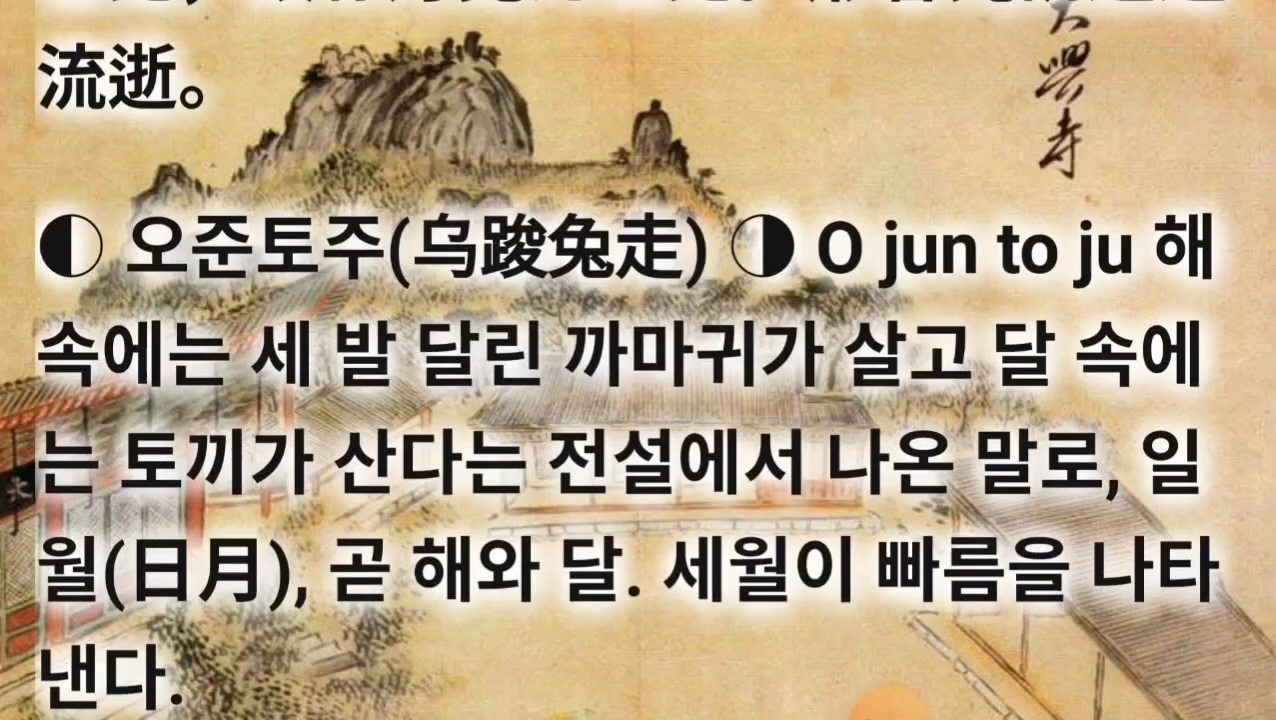 流逝。
大興寺
◐ 오준토주(乌踆兔走) ◑ O jun to ju 해
속에는 세 발 달린 까마귀가 살고 달 속에
는 토끼가 산다는 전설에서 나온 말로, 일
월(日月), 곧 해와 달. 세월이 빠름을 나타
낸다.